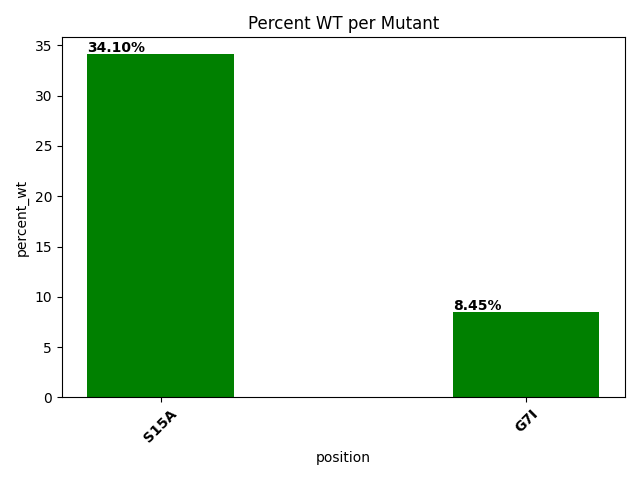 Percent WT per Mutant
percent_wt
35
30
25
20
15
10
5
0
34.10%
8.45%
S15A
G7I
position